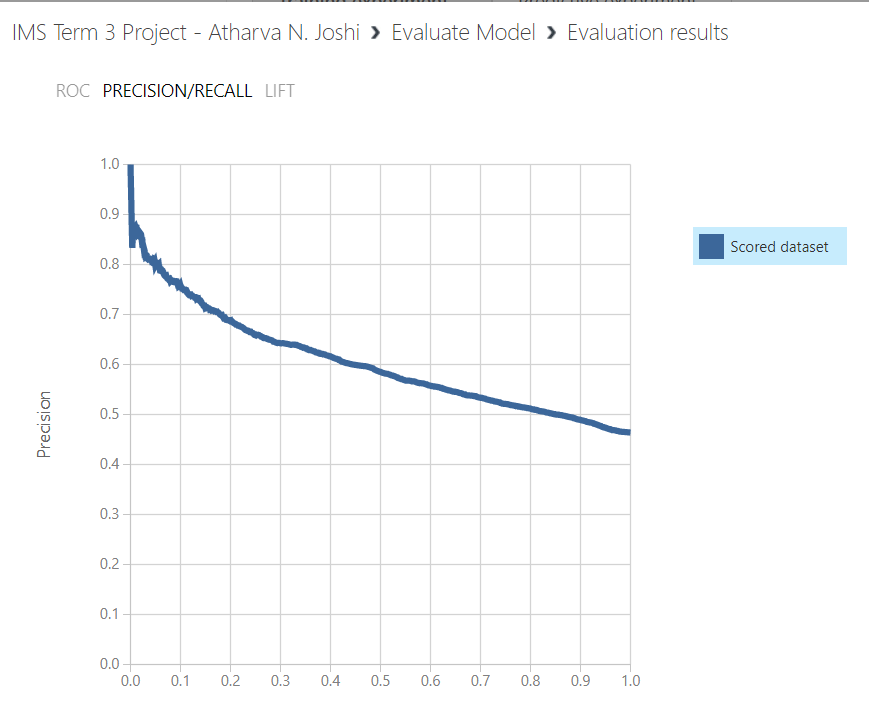 IMS Term 3 Project - Atharva N. Joshi › Evaluate Model › Evaluation results
ROC PRECISION/RECALL LIFT
1.0
0.9
0.8
0.7
0.6
0.5
0.4
0.3
0.2
0.1
0.0
Precision
0.0 0.1 0.2 0.3 0.4 0.5 0.6 0.7 0.8 0.9 1.0
Scored dataset